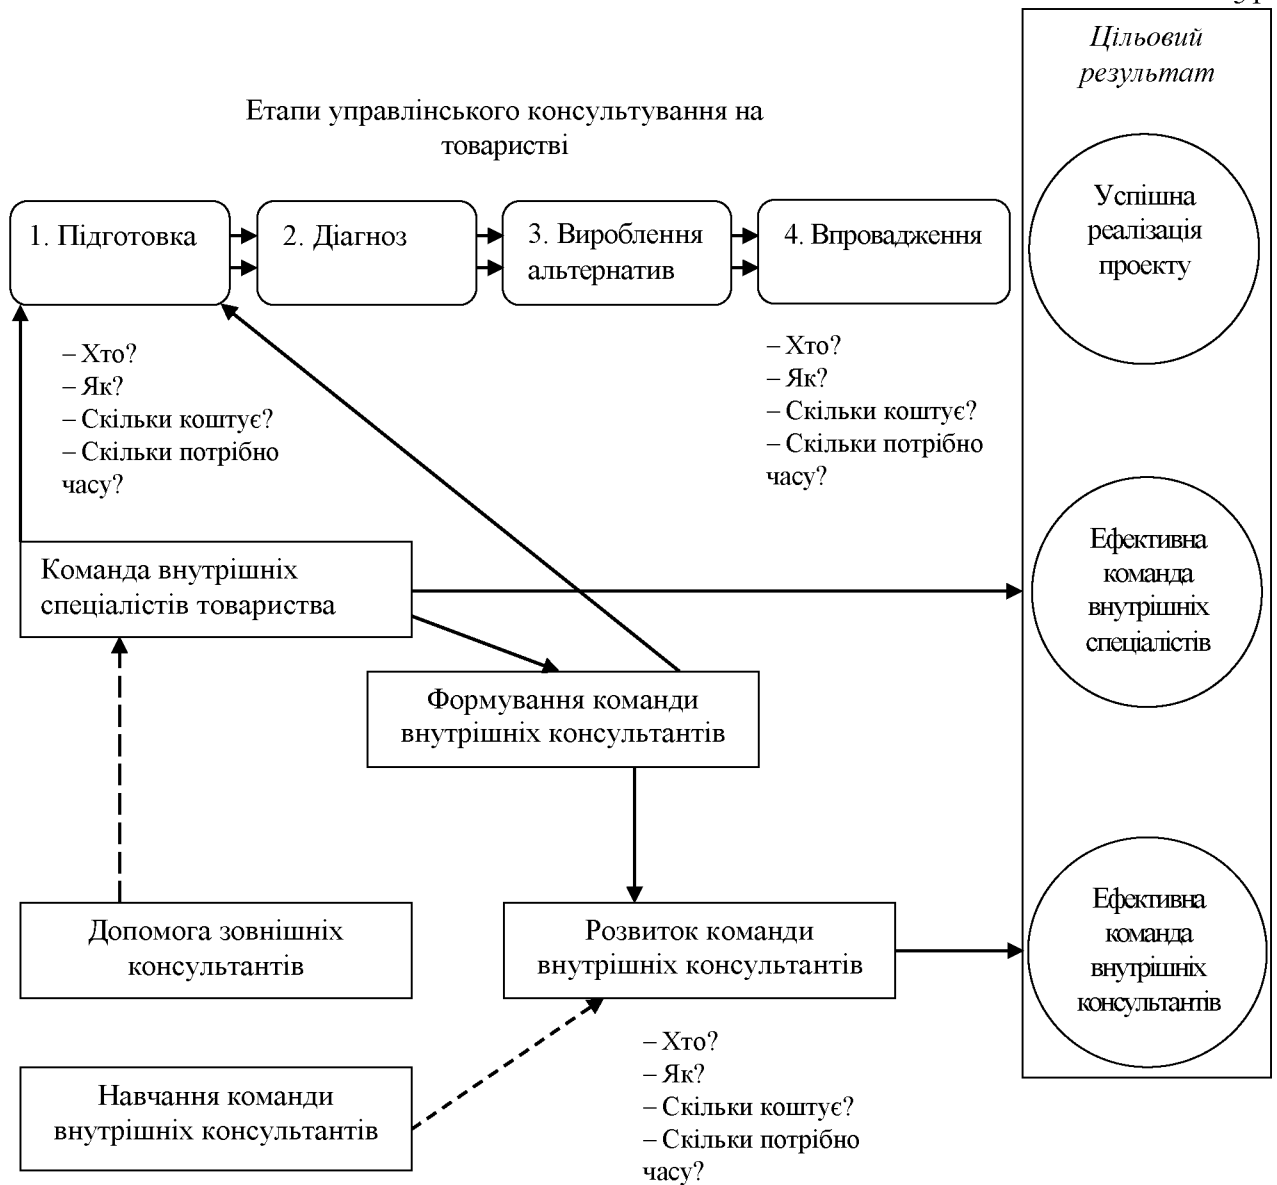 Цільовий
результат
Етапи управлінського консультування на
товаристві
1. Підготовка
2. Діагноз
3. Вироблення
альтернатив
4. Впровадження
Успішна
реалізація
проекту
– Хто?
– Як?
– Скільки коштує?
– Скільки потрібно
часу?
– Хто?
– Як?
– Скільки коштує?
– Скільки потрібно
часу?
Команда внутрішніх
спеціалістів товариства
Ефективна
команда
внутрішніх
спеціалістів
Формування команди
внутрішніх консультантів
Допомога зовнішніх
консультантів
Розвиток команди
внутрішніх консультантів
Ефективна
команда
внутрішніх
консультантів
– Хто?
– Як?
– Скільки коштує?
– Скільки потрібно
часу?
Навчання команди
внутрішніх консультантів